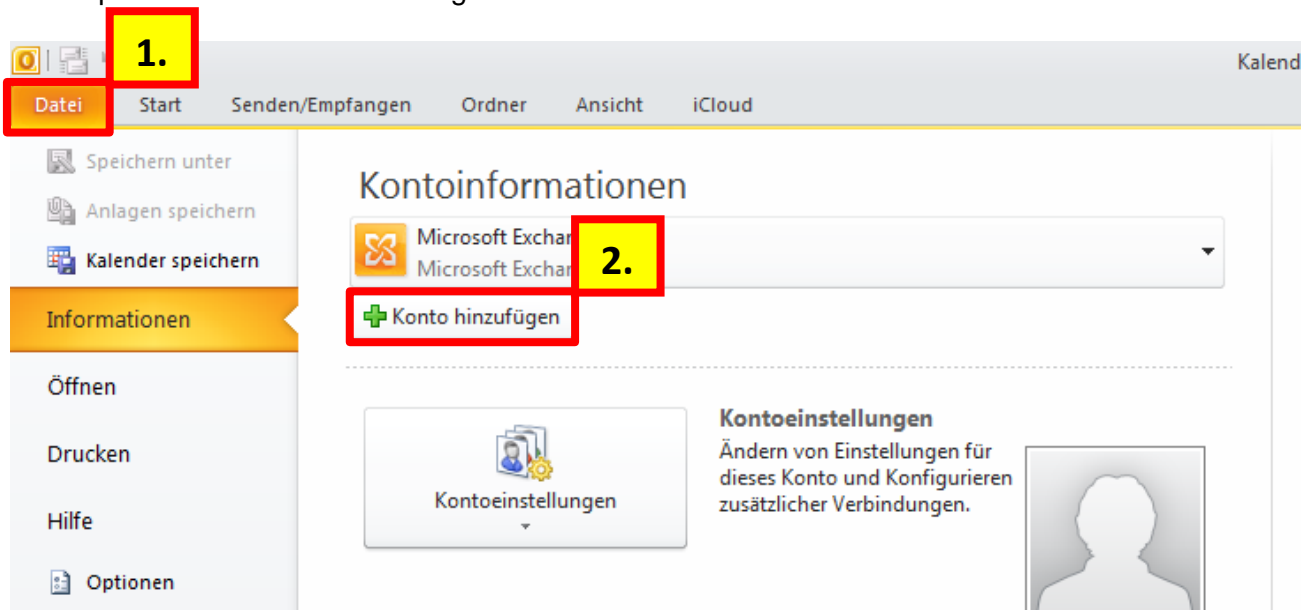 1.
Kalend
Datei Start Senden/Empfangen Ordner Ansicht iCloud
Speichern unter
Anlagen speichern
Kalender speichern
Informationen
Öffnen
Drucken
Hilfe
Optionen
Kontoinformationen
Microsoft Exchan
Microsoft Exchan
2.
Konto hinzufügen
Kontoeinstellungen
Kontoeinstellungen
Ändern von Einstellungen für
dieses Konto und Konfigurieren
zusätzlicher Verbindungen.